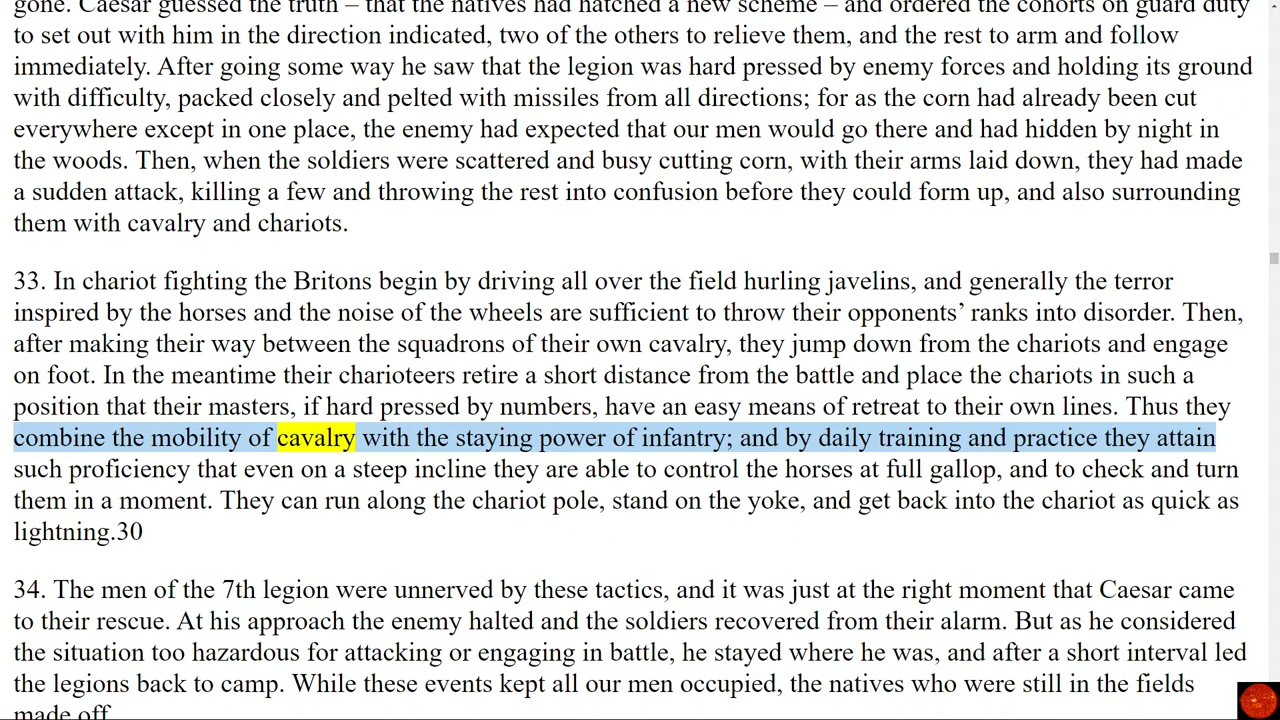 gone. Caesar guessed the truth – that the natives had hatched a new scheme – and ordered the cohorts on guard duty
to set out with him in the direction indicated, two of the others to relieve them, and the rest to arm and follow
immediately. After going some way he saw that the legion was hard pressed by enemy forces and holding its ground
with difficulty, packed closely and pelted with missiles from all directions; for as the corn had already been cut
everywhere except in one place, the enemy had expected that our men would go there and had hidden by night in
the woods. Then, when the soldiers were scattered and busy cutting corn, with their arms laid down, they had made
a sudden attack, killing a few and throwing the rest into confusion before they could form up, and also surrounding
them with cavalry and chariots.
33. In chariot fighting the Britons begin by driving all over the field hurling javelins, and generally the terror
inspired by the horses and the noise of the wheels are sufficient to throw their opponents’ ranks into disorder. Then,
after making their way between the squadrons of their own cavalry, they jump down from the chariots and engage
on foot. In the meantime their charioteers retire a short distance from the battle and place the chariots in such a
position that their masters, if hard pressed by numbers, have an easy means of retreat to their own lines. Thus they
combine the mobility of cavalry with the staying power of infantry; and by daily training and practice they attain
such proficiency that even on a steep incline they are able to control the horses at full gallop, and to check and turn
them in a moment. They can run along the chariot pole, stand on the yoke, and get back into the chariot as quick as
lightning.30
34. The men of the 7th legion were unnerved by these tactics, and it was just at the right moment that Caesar came
to their rescue. At his approach the enemy halted and the soldiers recovered from their alarm. But as he considered
the situation too hazardous for attacking or engaging in battle, he stayed where he was, and after a short interval led
the legions back to camp. While these events kept all our men occupied, the natives who were still in the fields
made off